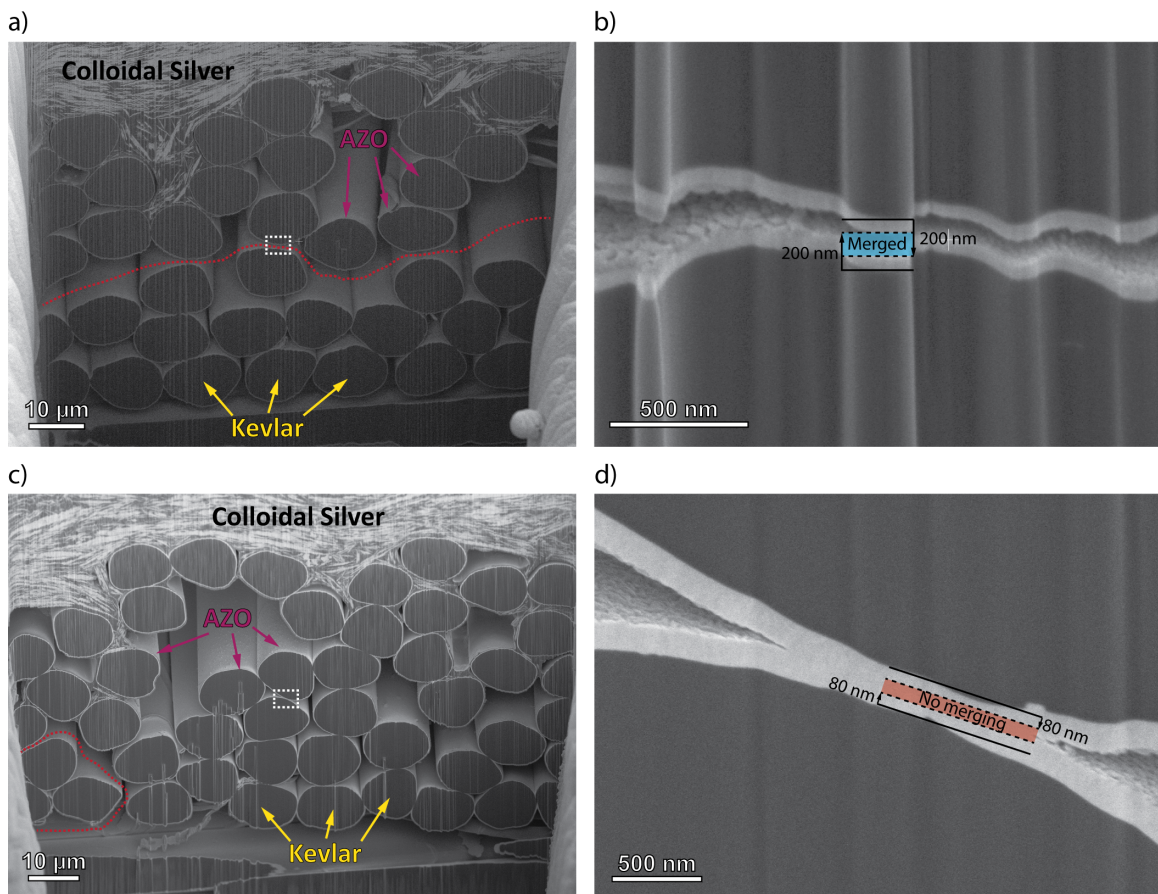 a)
Colloidal Silver
AZO
Kevlar
10 µm
b)
Merged
200 nm
200 nm
500 nm
c)
Colloidal Silver
AZO
Kevlar
10 µm
d)
80 nm
No merging
80 nm
500 nm